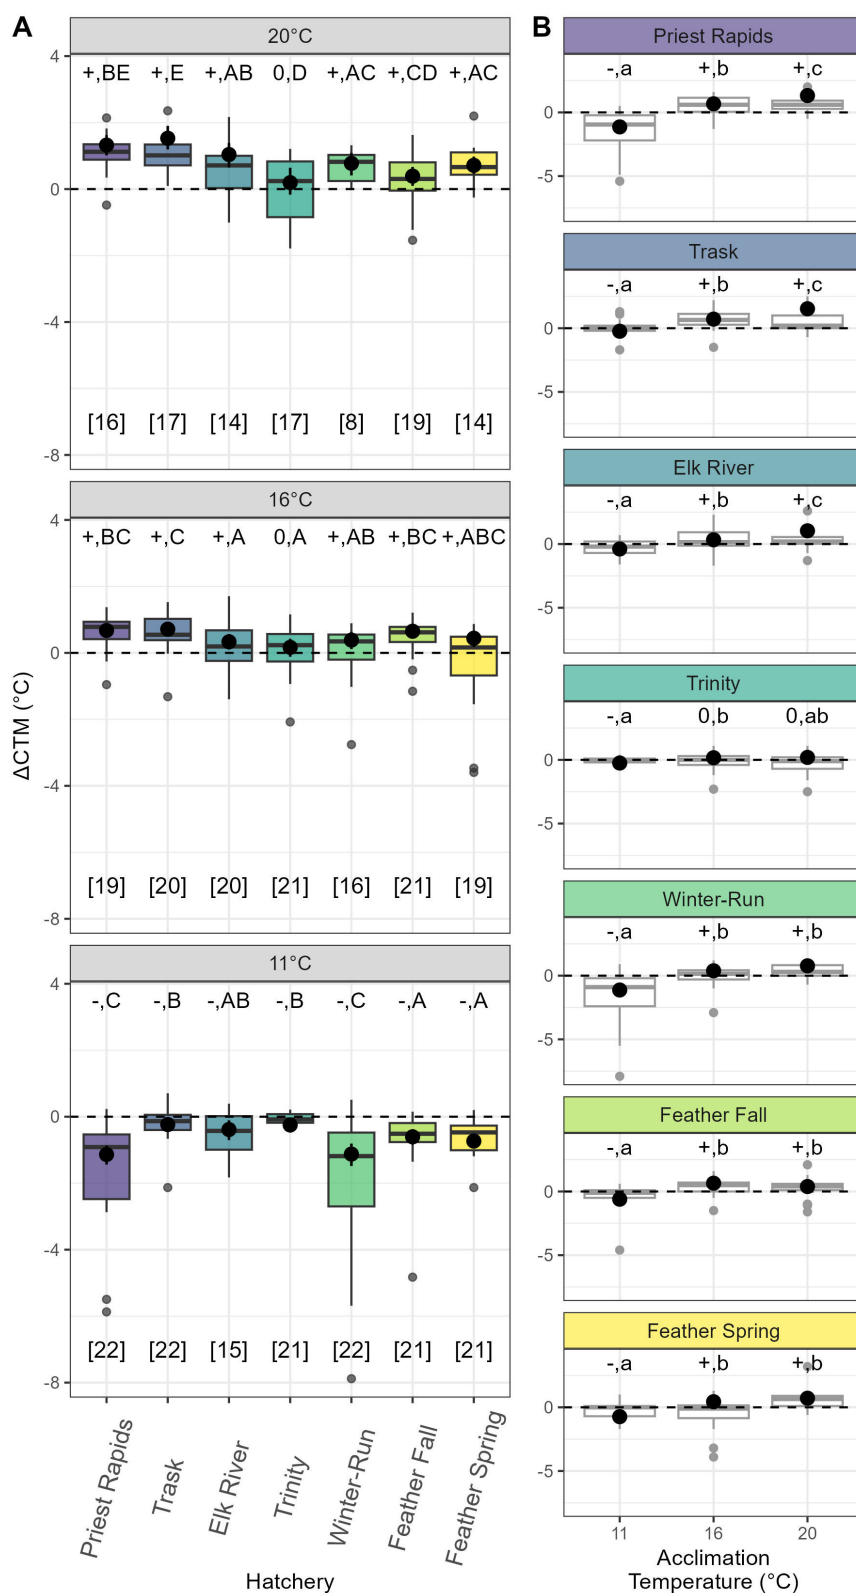 A
20°C
4
+,BE +,E +,AB 0,D +,AC +,CD +,AC
0
-4
[16] [17] [14] [17] [8] [19] [14]
-8
16°C
4
+,BC +,C +,A 0,A +,AB +,BC +,ABC
0
-4
[19] [20] [20] [21] [16] [21] [19]
-8
11°C
4
-,C -,B -,AB -,B -,C -,A -,A
0
-4
[22] [22] [15] [21] [22] [21] [21]
-8
ΔCTM (°C)
Priest Rapids
Trask
Elk River
Trinity
Winter-Run
Feather Fall
Feather Spring
Hatchery
B
Priest Rapids
-,a +,b +,c
0
-5
Trask
-,a +,b +,c
0
-5
Elk River
-,a +,b +,c
0
-5
Trinity
-,a 0,b 0,ab
0
-5
Winter-Run
-,a +,b +,b
0
-5
Feather Fall
-,a +,b +,b
0
-5
Feather Spring
-,a +,b +,b
0
-5
11 16 20
Acclimation
Temperature (°C)